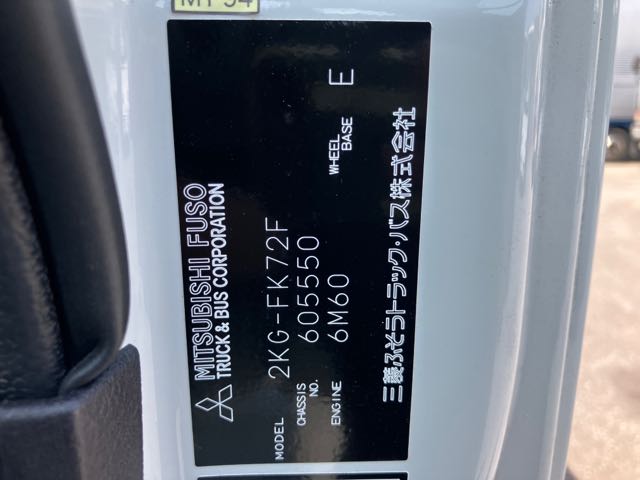 MITSUBISHI FUSO
TRUCK & BUS CORPORATION
MODEL 2KG-FK72F
CHASSIS NO. 605550
ENGINE 6M60 WHEEL BASE E
三菱ふそうトラック・バス株式会社